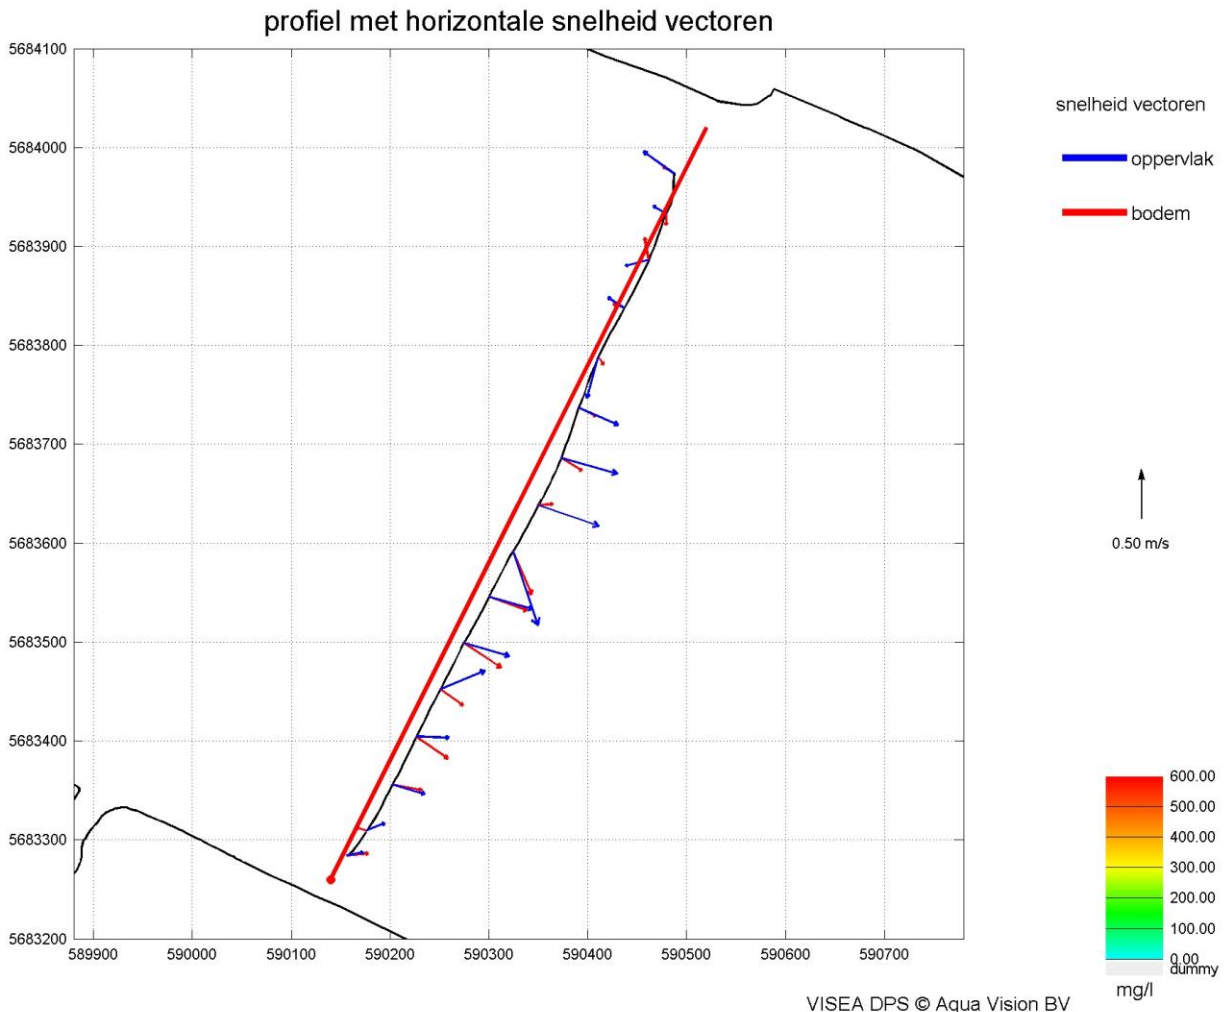 profiel met horizontale snelheid vectoren
5684100
5684000
5683900
5683800
5683700
5683600
5683500
5683400
5683300
5683200
589900 590000 590100 590200 590300 590400 590500 590600 590700
snelheid vectoren
oppervlak
bodem
0.50 m/s
600.00
500.00
400.00
300.00
200.00
100.00
0.00
dummy
mg/l
VISEA DPS © Aqua Vision BV